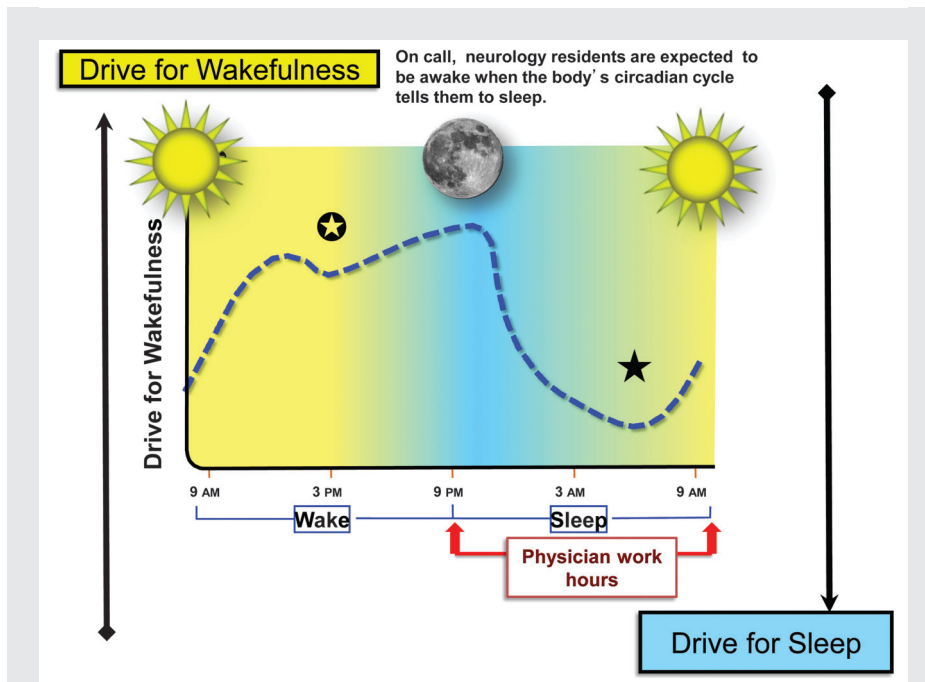 Drive for Wakefulness
On call, neurology residents are expected to
be awake when the body’s circadian cycle
tells them to sleep.
Drive for Wakefulness
9 AM
3 PM
9 PM
3 AM
9 AM
Wake
Sleep
Physician work
hours
Drive for Sleep